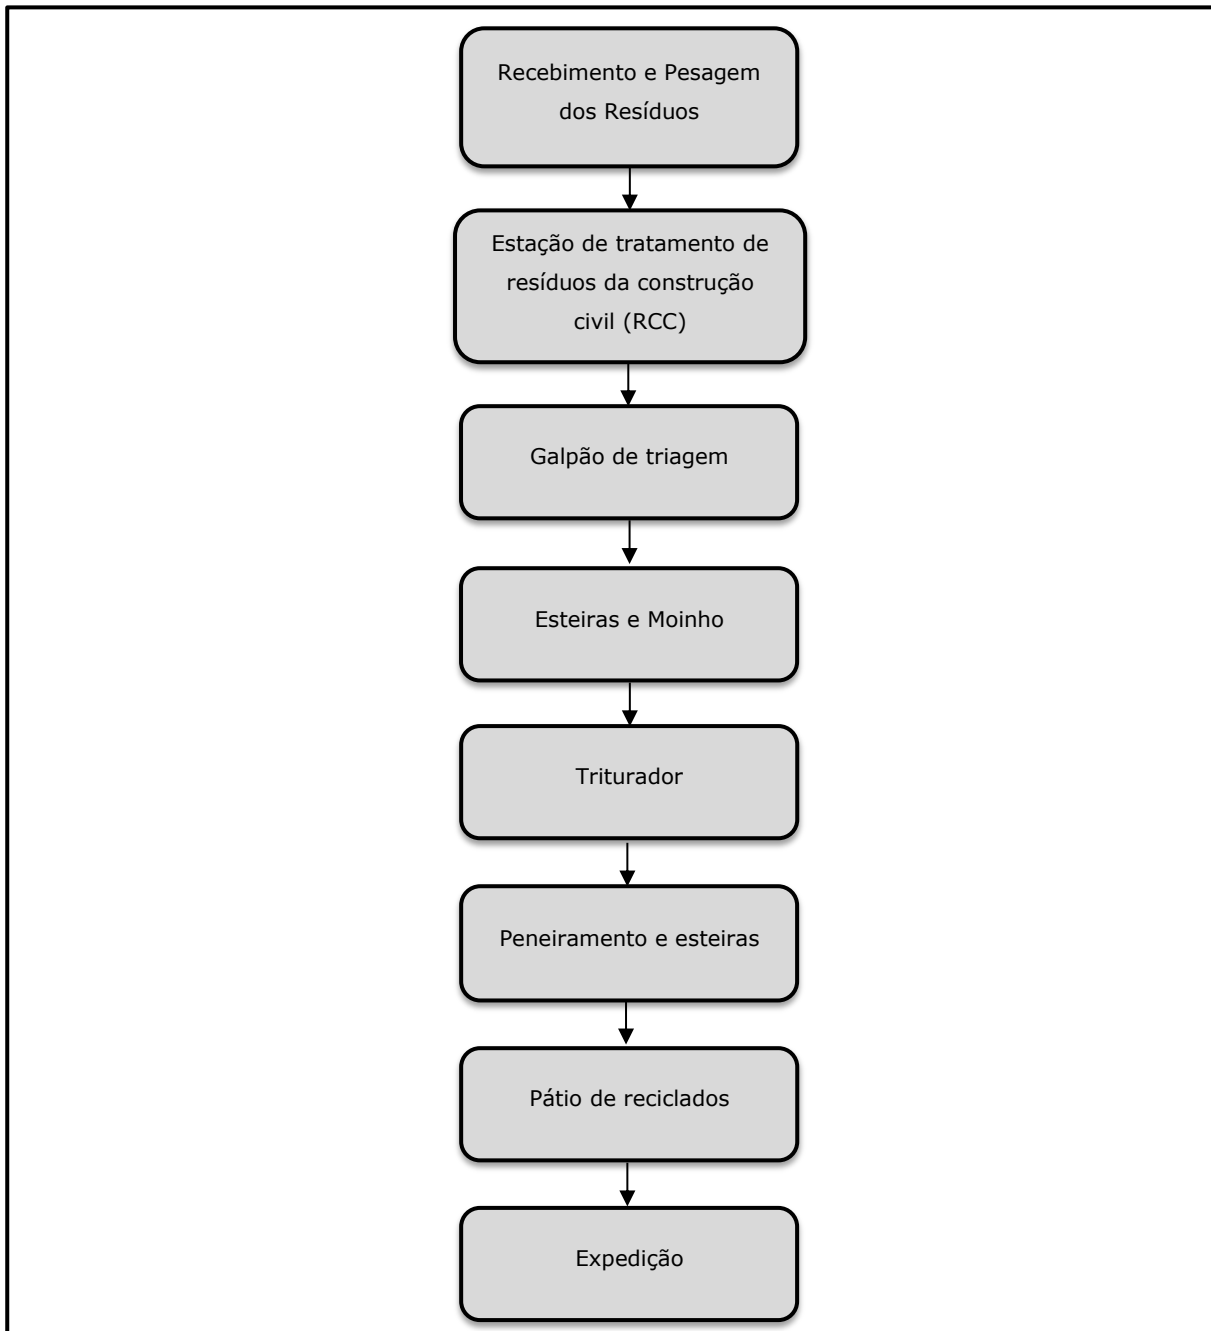 Recebimento e Pesagem
dos Resíduos
Estação de tratamento de
resíduos da construção
civil (RCC)
Galpão de triagem
Esteiras e Moinho
Triturador
Peneiramento e esteiras
Pátio de reciclados
Expedição